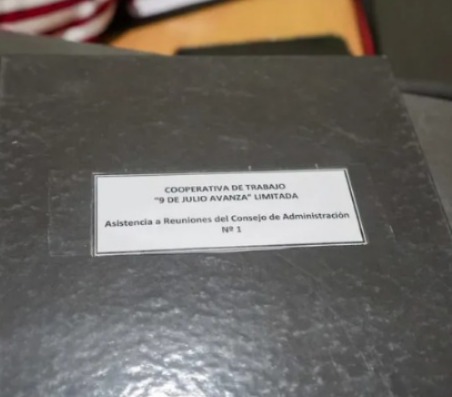 COOPERATIVA DE TRABAJO
"9 DE JULIO AVANZA" LIMITADA
Asistencia a Reuniones del Consejo de Administración
Nº 1